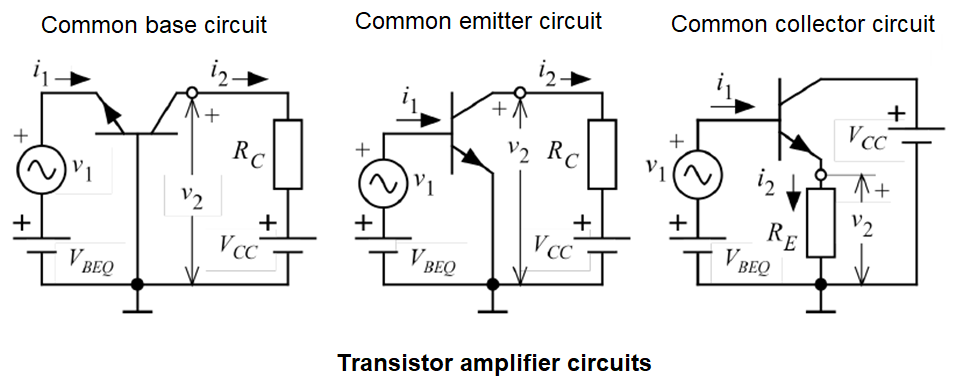 Common base circuit
i1
i2
+
+
v1
v2
RC
+
+
VBEQ
VCC
Common emitter circuit
i1
i2
+
+
v1
v2
RC
+
+
VBEQ
VCC
Common collector circuit
i1
+
VCC
+
v1
i2
+
RE
v2
+
VBEQ
Transistor amplifier circuits